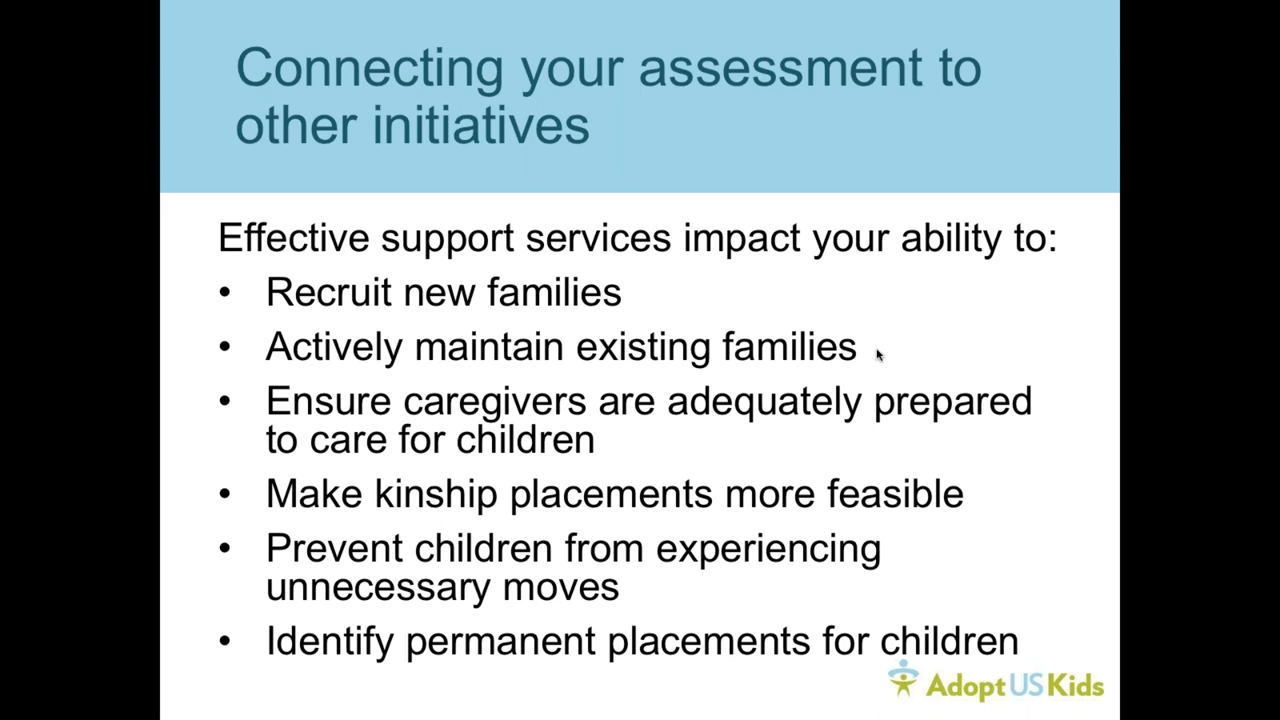 Connecting your assessment to
other initiatives
Effective support services impact your ability to:
• Recruit new families
• Actively maintain existing families
• Ensure caregivers are adequately prepared
to care for children
• Make kinship placements more feasible
• Prevent children from experiencing
unnecessary moves
• Identify permanent placements for children
AdoptUSKids